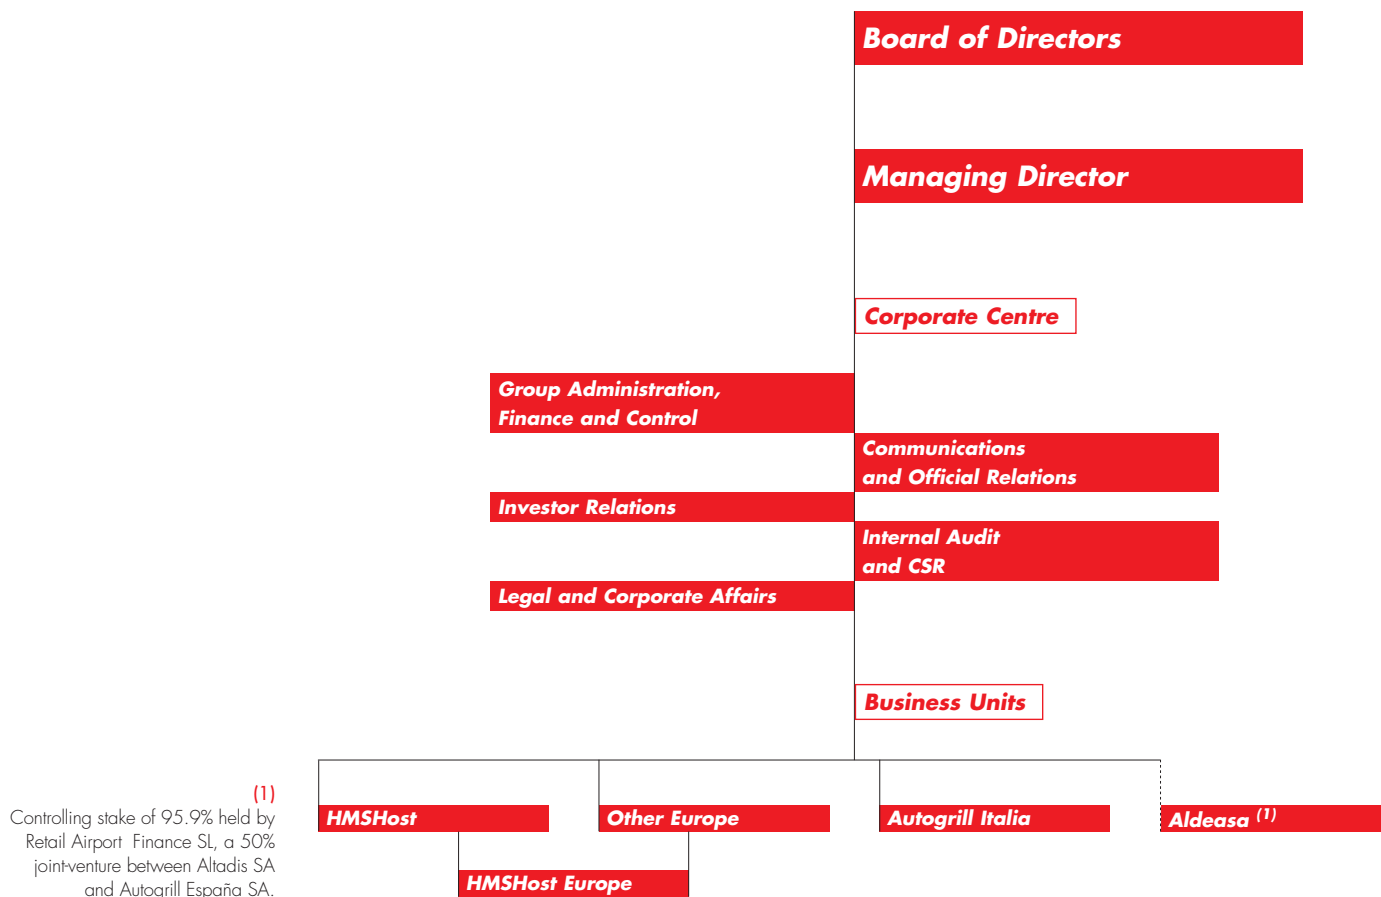 Board of Directors
Managing Director
Corporate Centre
Group Administration,
Finance and Control
Communications
and Official Relations
Investor Relations
Internal Audit
and CSR
Legal and Corporate Affairs
Business Units
HMSHost
Other Europe
Autogrill Italia
Aldeasa (1)
HMSHost Europe
(1)
Controlling stake of 95.9% held by
Retail Airport Finance SL, a 50%
joint-venture between Altadis SA
and Autogrill España SA.